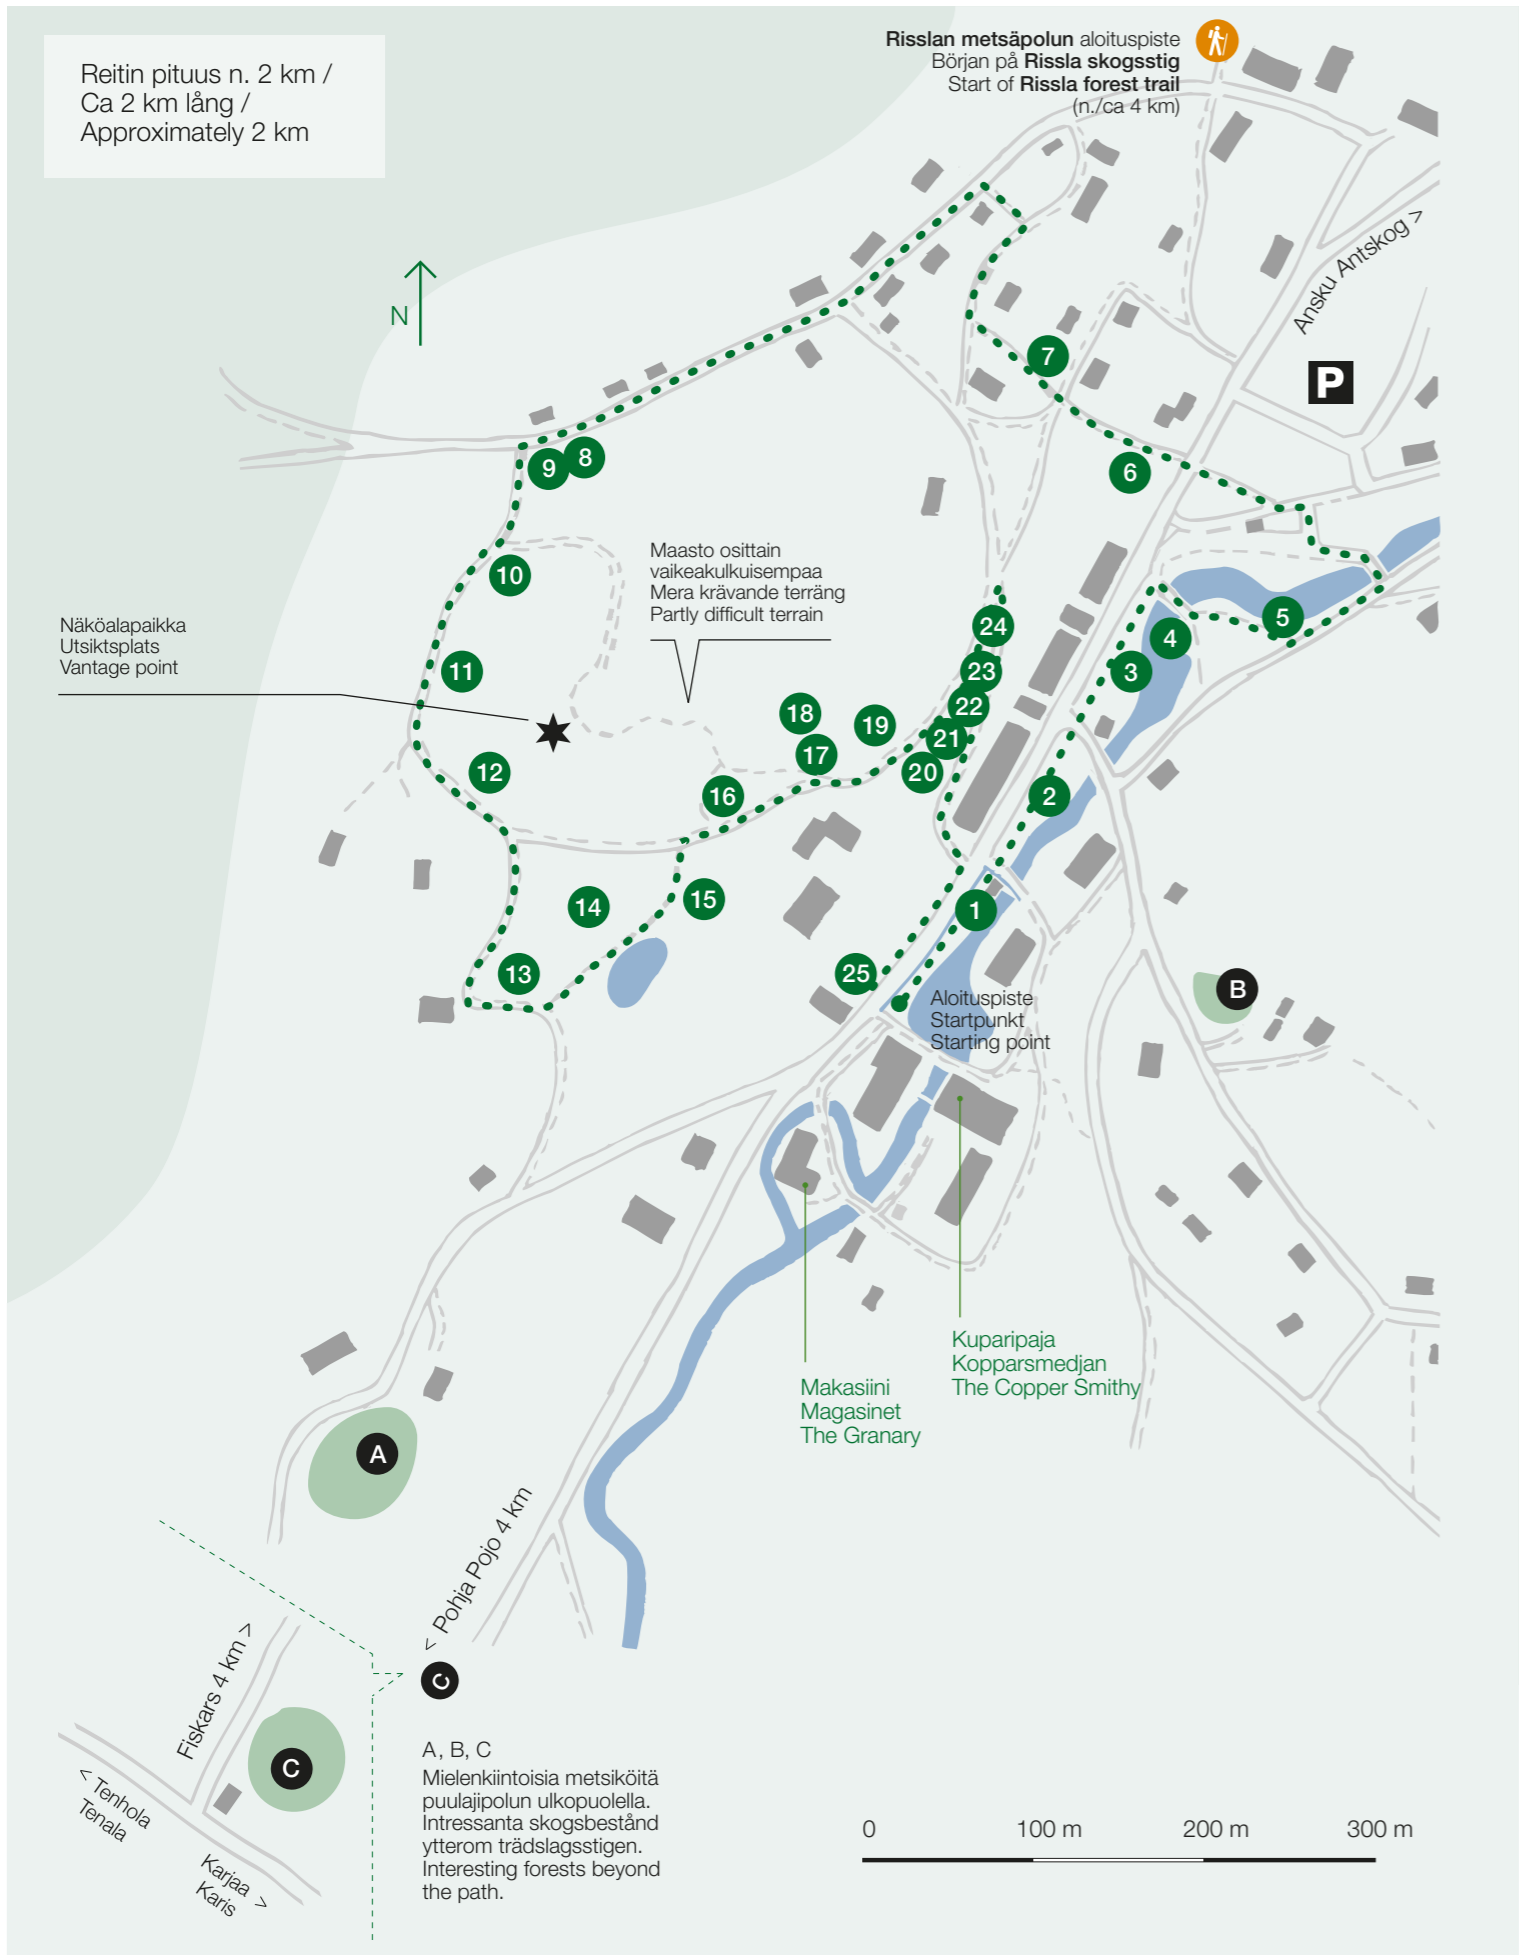 Reitin pituus n. 2 km /
Ca 2 km lång /
Approximately 2 km
Risslan metsäpolun aloituspiste
Början på Rissla skogsstig
Start of Rissla forest trail
(n./ca 4 km)
Ansku Antskog >
P
N
7
6
9
8
10
5
4
3
Maasto osittain
vaikeakulkuisempaa
Mera krävande terräng
Partly difficult terrain
Näköalapaikka
Utsiktsplats
Vantage point
11
24
23
22
18
19
21
17
12
20
16
2
15
14
1
13
25
Aloituspiste
Startpunkt
Starting point
B
Kuparipaja
Kopparsmedjan
The Copper Smithy
Makasiini
Magasinet
The Granary
A
< Pohja Pojo 4 km
C
Fiskars 4 km >
C
< Tenhola
Tenala
Karjaa >
Karis
A, B, C
Mielenkiintoisia metsiköitä
puulajipolun ulkopuolella.
Intressanta skogsbestånd
ytterom trädslagsstigen.
Interesting forests beyond
the path.
0 100 m 200 m 300 m